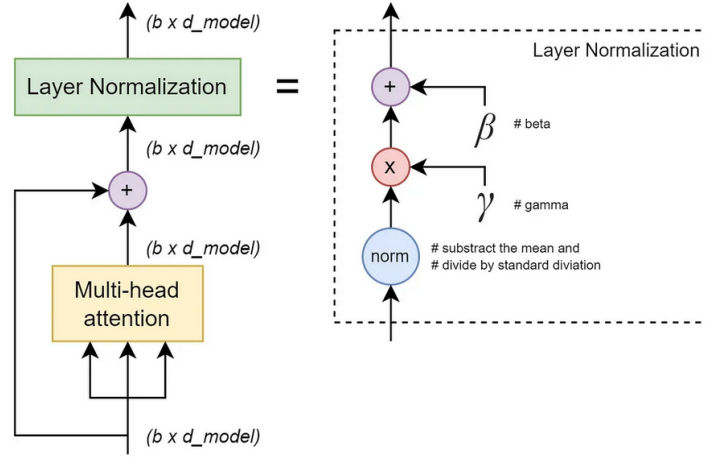 (b x d_model)
Layer Normalization
=
(b x d_model)
+
(b x d_model)
Multi-head
attention
(b x d_model)
Layer Normalization
+
β # beta
x
γ # gamma
norm
# substract the mean and
# divide by standard diviation